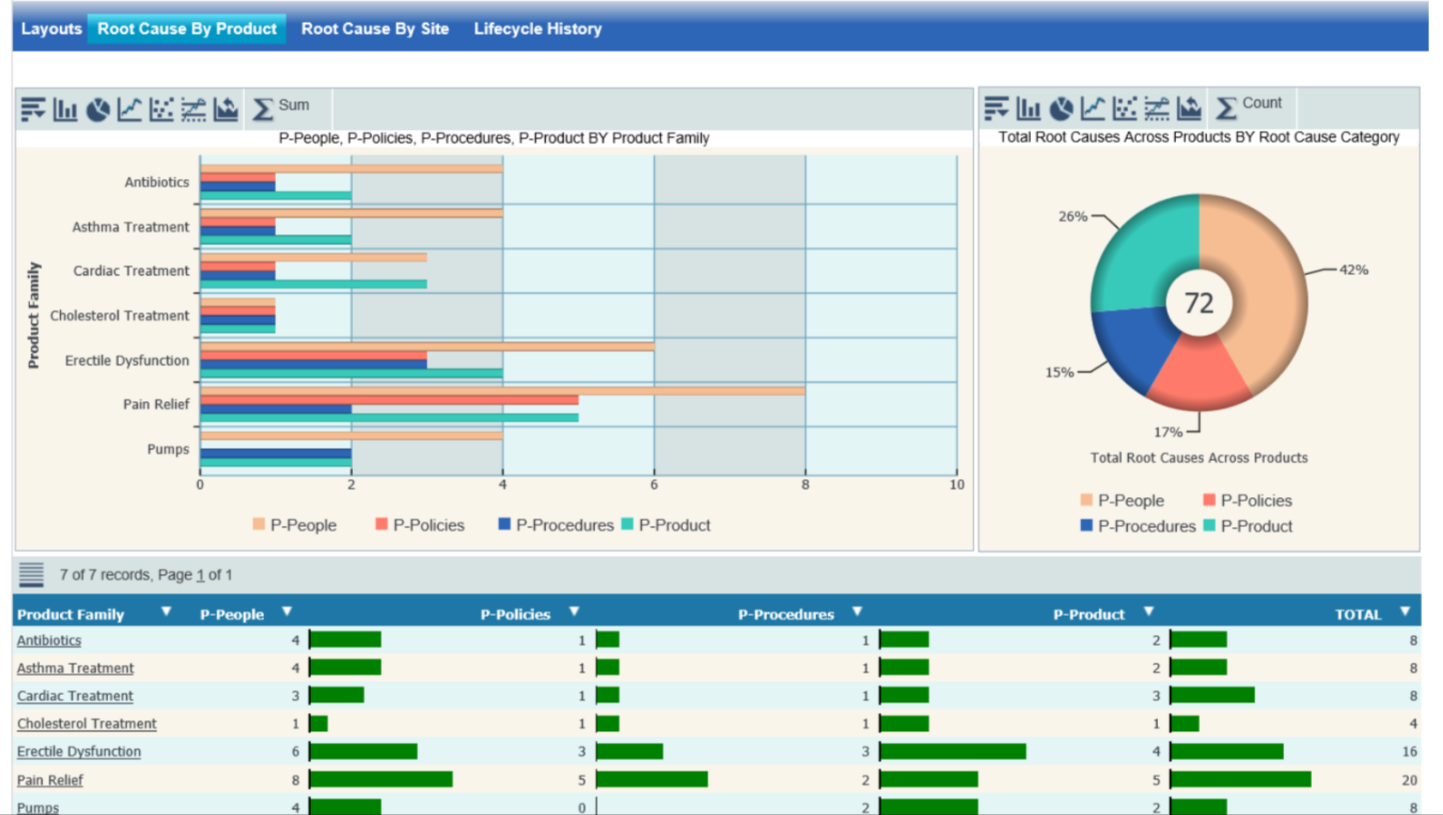 Layouts Root Cause By Product Root Cause By Site Lifecycle History
Sum
P-People, P-Policies, P-Procedures, P-Product BY Product Family
Product Family
Antibiotics
Asthma Treatment
Cardiac Treatment
Cholesterol Treatment
Erectile Dysfunction
Pain Relief
Pumps
0 2 4 6 8 10
P-People P-Policies P-Procedures P-Product
Count
Total Root Causes Across Products BY Root Cause Category
26%
42%
72
15%
17%
Total Root Causes Across Products
P-People P-Policies
P-Procedures P-Product
7 of 7 records, Page 1 of 1
Product Family P-People P-Policies P-Procedures P-Product TOTAL
Antibiotics 4 1 1 2 8
Asthma Treatment 4 1 1 2 8
Cardiac Treatment 3 1 1 3 8
Cholesterol Treatment 1 1 1 1 4
Erectile Dysfunction 6 3 3 4 16
Pain Relief 8 5 2 5 20
Pumps 4 0 2 2 8